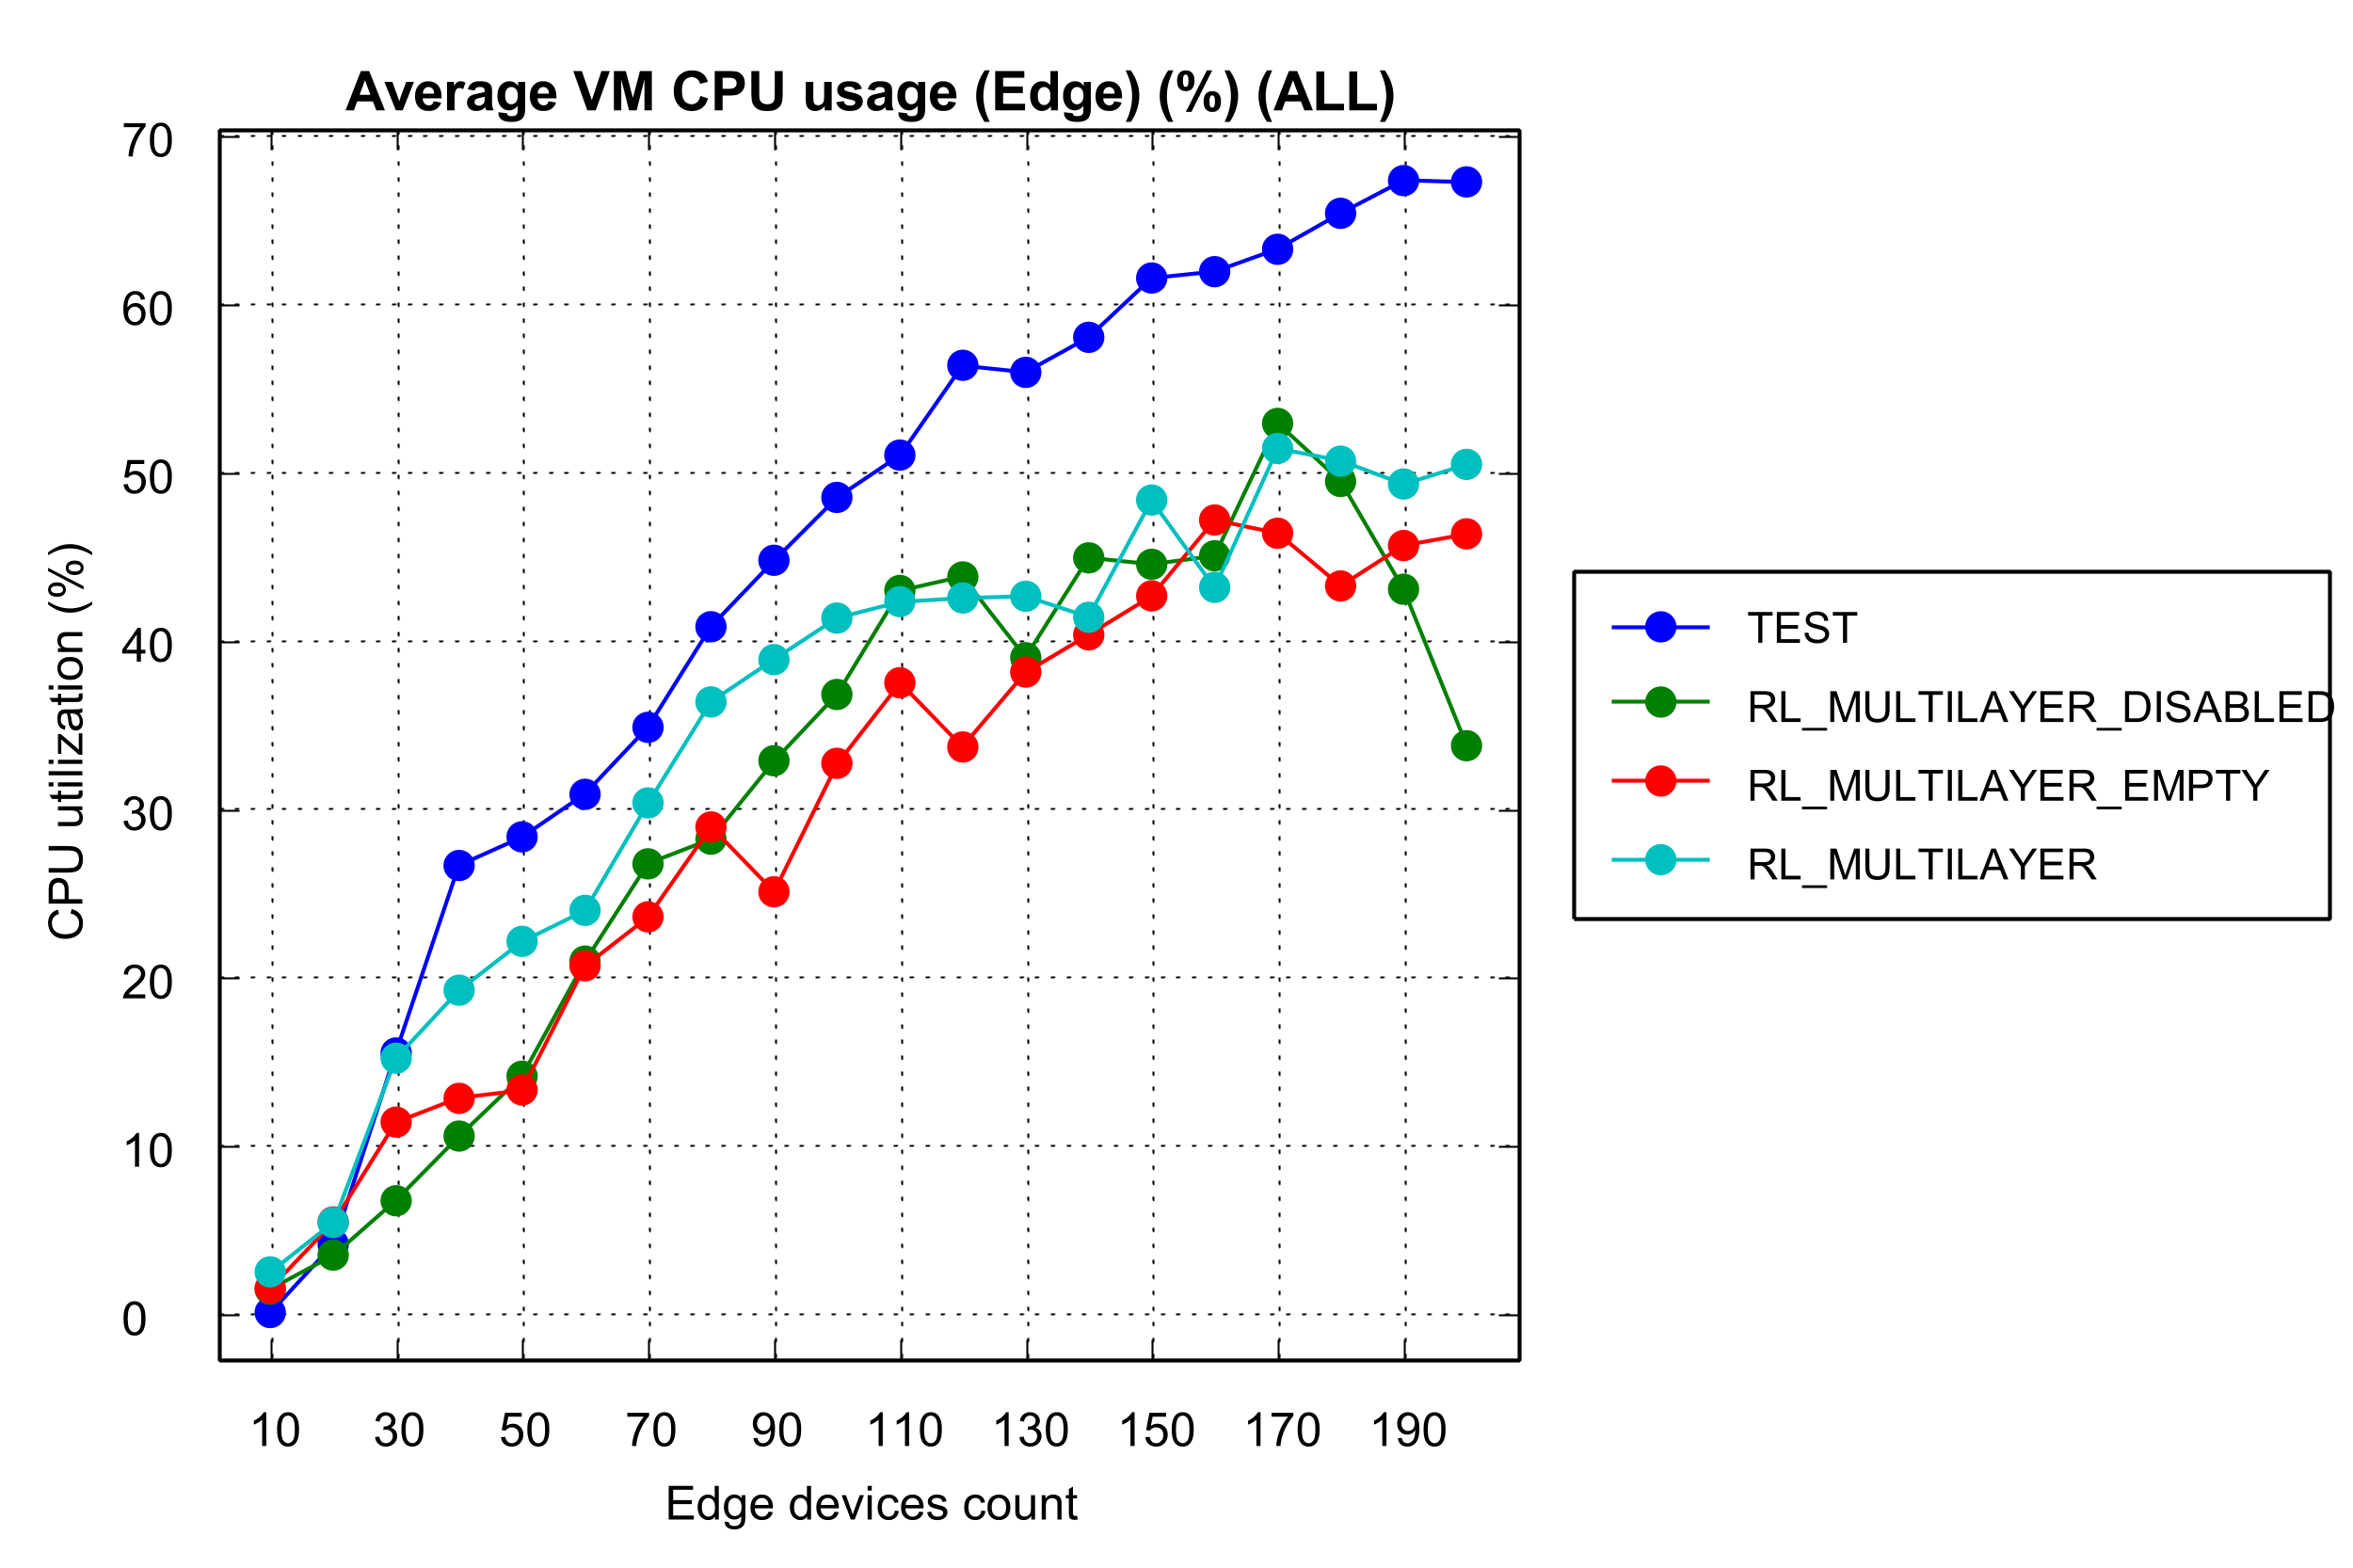 Average VM CPU usage (Edge) (%) (ALL)
70
60
50
40
30
20
10
0
CPU utilization (%)
10 30 50 70 90 110 130 150 170 190
Edge devices count
TEST
RL_MULTILAYER_DISABLED
RL_MULTILAYER_EMPTY
RL_MULTILAYER